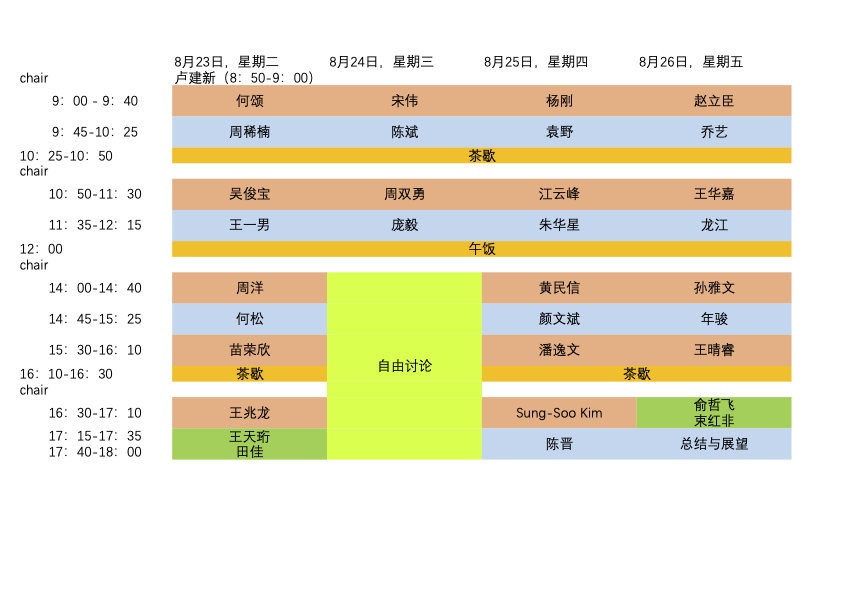 8月23日，星期二 8月24日，星期三 8月25日，星期四 8月26日，星期五
chair 卢建新（8：50-9：00）
9：00 - 9：40 何颂 宋伟 杨刚 赵立臣
9：45-10：25 周稀楠 陈斌 袁野 乔艺
10：25-10：50 茶歇
chair
10：50-11：30 吴俊宝 周双勇 江云峰 王华嘉
11：35-12：15 王一男 庞毅 朱华星 龙江
12：00 午饭
chair
14：00-14：40 周洋 黄民信 孙雅文
14：45-15：25 何松 颜文斌 年骏
15：30-16：10 苗荣欣 潘逸文 王晴睿
自由讨论
16：10-16：30 茶歇 茶歇
chair
16：30-17：10 王兆龙 Sung-Soo Kim 俞哲飞
束红非
17：15-17：35 王天珩 陈晋 总结与展望
17：40-18：00 田佳